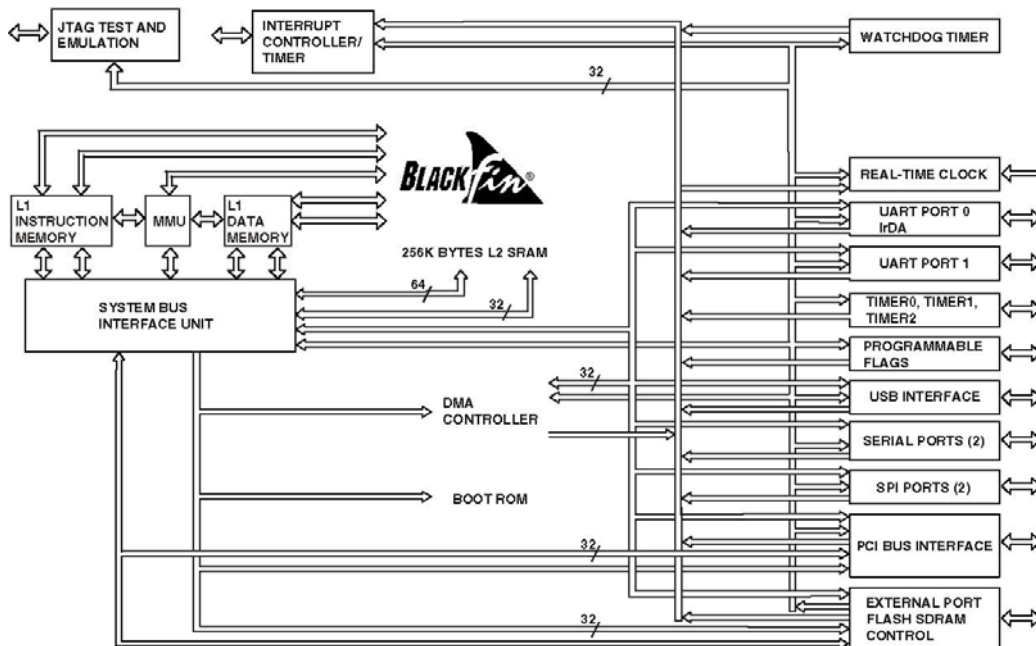 JTAG TEST AND
EMULATION
INTERRUPT
CONTROLLER/
TIMER
WATCHDOG TIMER
32
BLACKfin®
REAL-TIME CLOCK
L1
INSTRUCTION
MEMORY
MMU
L1
DATA
MEMORY
UART PORT 0
IrDA
256K BYTES L2 SRAM
UART PORT 1
64
32
SYSTEM BUS
INTERFACE UNIT
TIMER0, TIMER1,
TIMER2
PROGRAMMABLE
FLAGS
32
USB INTERFACE
DMA
CONTROLLER
SERIAL PORTS (2)
BOOT ROM
SPI PORTS (2)
32
PCI BUS INTERFACE
32
EXTERNAL PORT
FLASH SDRAM
CONTROL